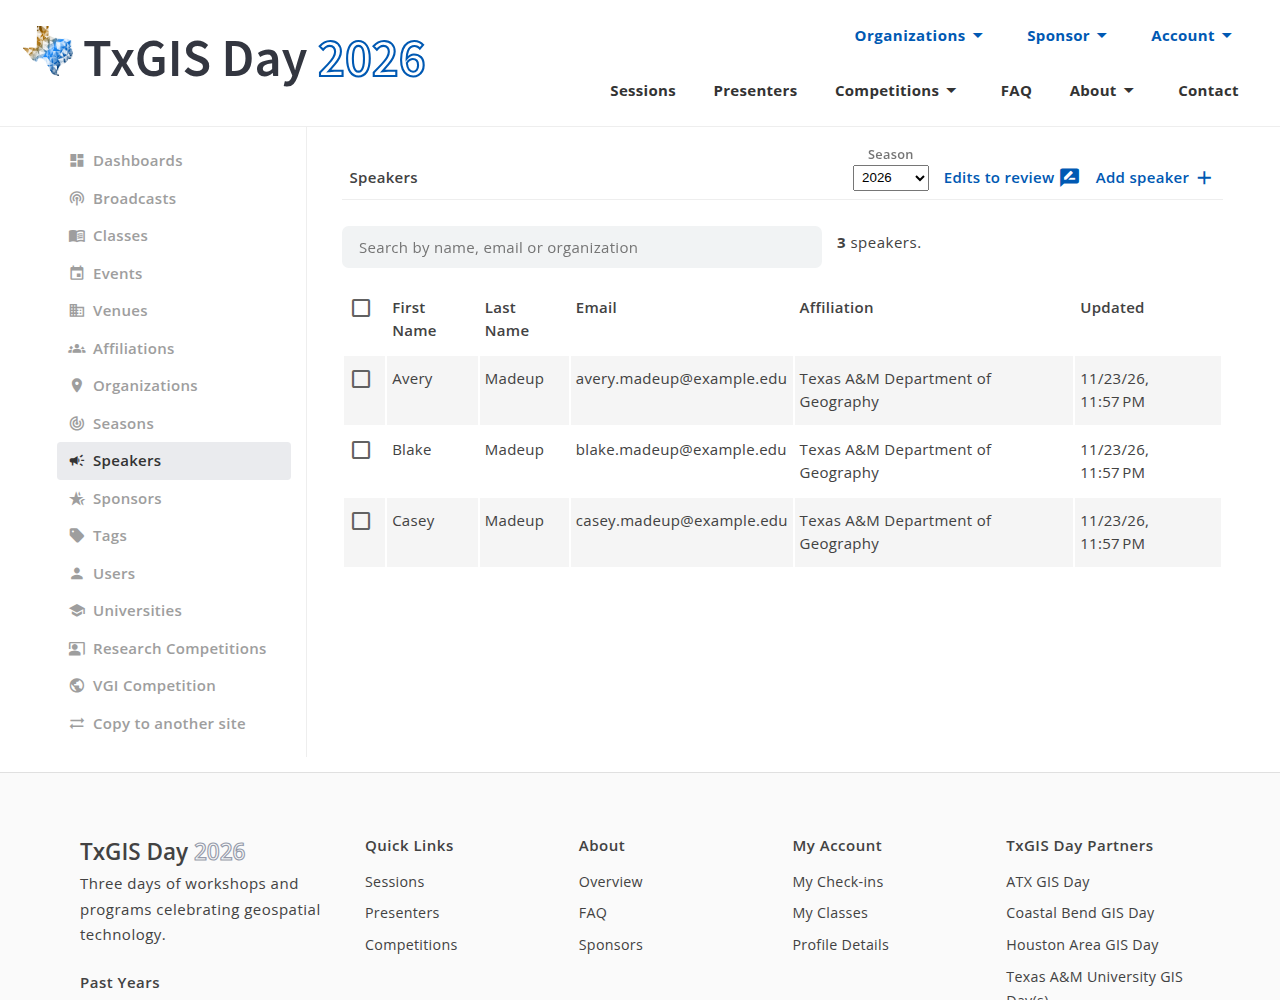 TxGIS Day 2026
Organizations
Sponsor
Account
Sessions
Presenters
Competitions
FAQ
About
Contact
Dashboards
Broadcasts
Classes
Events
Venues
Affiliations
Organizations
Seasons
Speakers
Sponsors
Tags
Users
Universities
Research Competitions
VGI Competition
Copy to another site
Speakers
Season
2026
Edits to review
Add speaker
Search by name, email or organization
3 speakers.
First Name
Last Name
Email
Affiliation
Updated
Avery
Madeup
avery.madeup@example.edu
Texas A&M Department of
Geography
11/23/26,
11:57 PM
Blake
Madeup
blake.madeup@example.edu
Texas A&M Department of
Geography
11/23/26,
11:57 PM
Casey
Madeup
casey.madeup@example.edu
Texas A&M Department of
Geography
11/23/26,
11:57 PM
TxGIS Day 2026
Three days of workshops and
programs celebrating geospatial
technology.
Past Years
Quick Links
Sessions
Presenters
Competitions
About
Overview
FAQ
Sponsors
My Account
My Check-ins
My Classes
Profile Details
TxGIS Day Partners
ATX GIS Day
Coastal Bend GIS Day
Houston Area GIS Day
Texas A&M University GIS
Day(s)